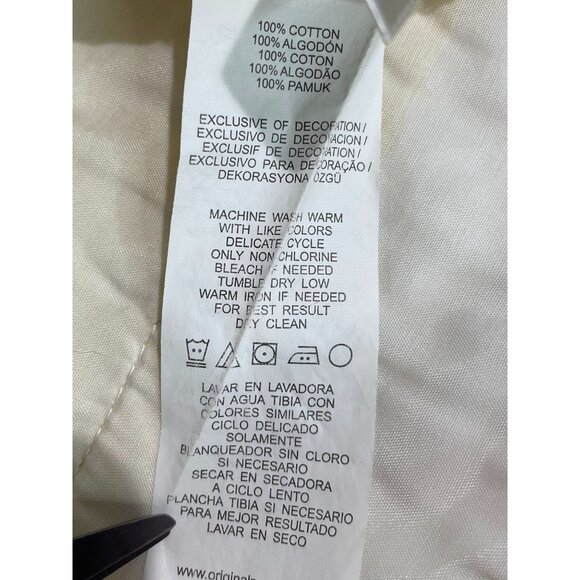 100% COTTON
100% ALGODÓN
100% COTON
100% ALGODÃO
100% PAMUK
EXCLUSIVE OF DECORATION/
EXCLUSIVO DE DECORACION/
EXCLUSIF DE DECORATION/
EXCLUSIVO PARA DECORAÇÃO/
DEKORASYONA ÖZGÜ
MACHINE WASH WARM
WITH LIKE COLORS
DELICATE CYCLE
ONLY NON CHLORINE
BLEACH IF NEEDED
TUMBLE DRY LOW
WARM IRON IF NEEDED
FOR BEST RESULT
DRY CLEAN
LAVAR EN LAVADORA
CON AGUA TIBIA CON
COLORES SIMILARES
CICLO DELICADO
SOLAMENTE
BLANQUEADOR SIN CLORO
SI NECESARIO
SECAR EN SECADORA
A CICLO LENTO
PLANCHA TIBIA SI NECESARIO
PARA MEJOR RESULTADO
LAVAR EN SECO
www.original